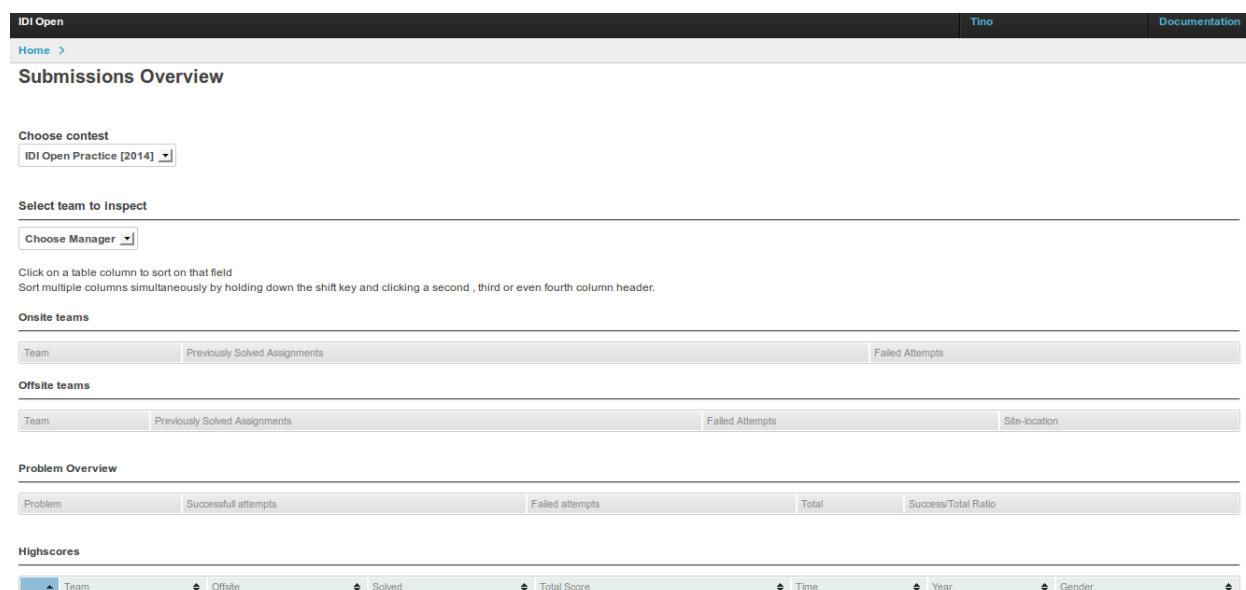 IDI Open Tino Documentation
Home >
Submissions Overview
Choose contest
IDI Open Practice [2014]
Select team to inspect
Choose Manager
Click on a table column to sort on that field
Sort multiple columns simultaneously by holding down the shift key and clicking a second , third or even fourth column header.
Onsite teams
Team Previously Solved Assignments Failed Attempts
Offsite teams
Team Previously Solved Assignments Failed Attempts Site-location
Problem Overview
Problem Successfull attempts Failed attempts Total Success/Total Ratio
Highscores
Team Offsite Solved Total Score Time Year Gender